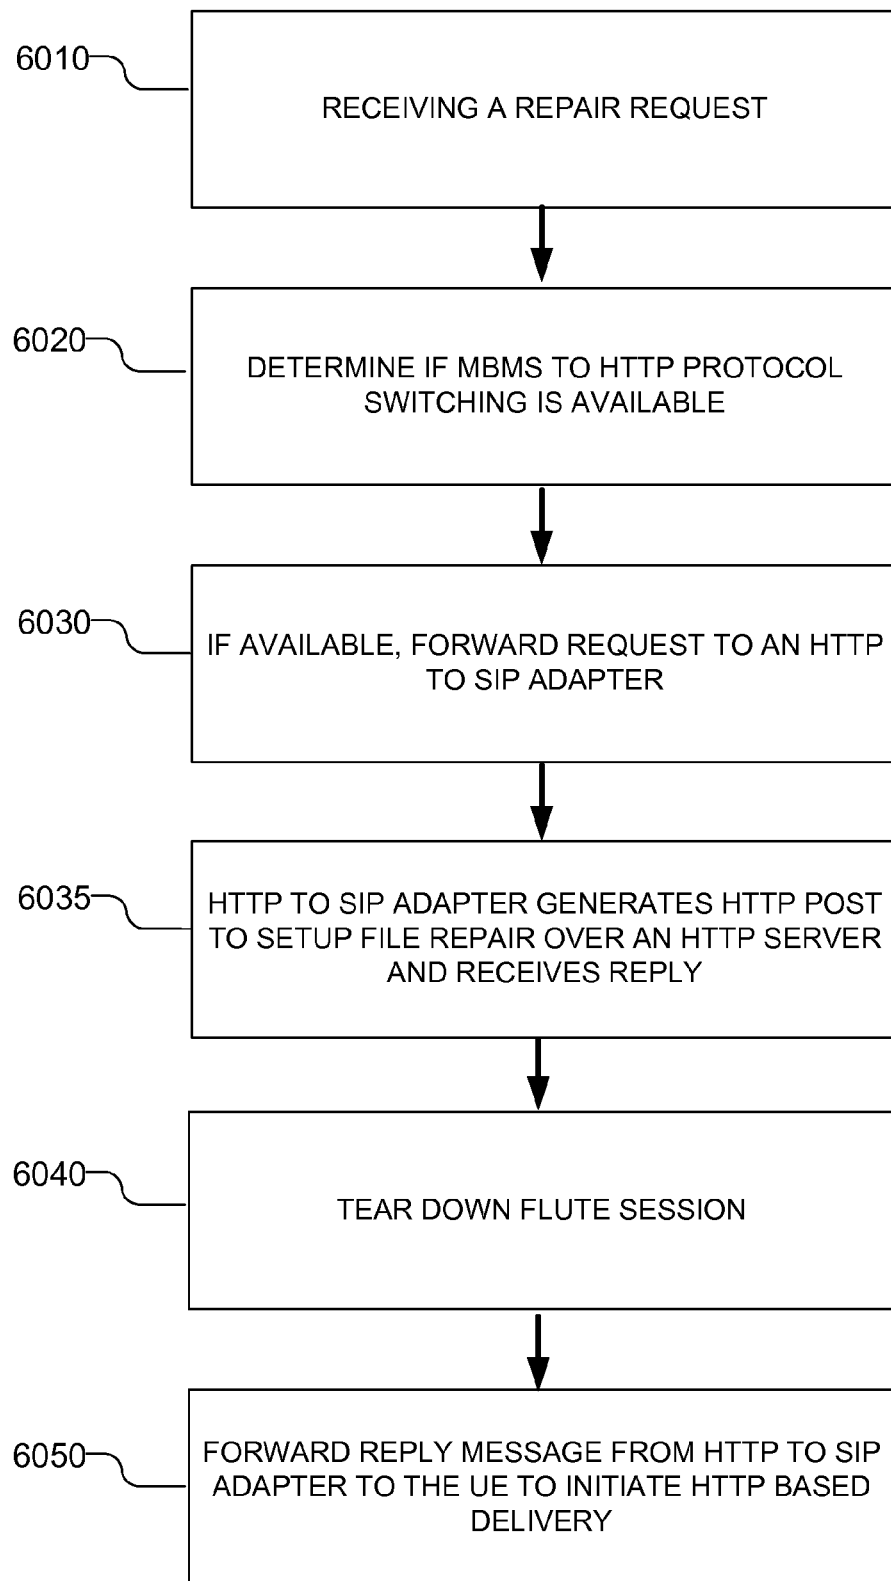 6010
RECEIVING A REPAIR REQUEST
6020
DETERMINE IF MBMS TO HTTP PROTOCOL
SWITCHING IS AVAILABLE
6030
IF AVAILABLE, FORWARD REQUEST TO AN HTTP
TO SIP ADAPTER
6035
HTTP TO SIP ADAPTER GENERATES HTTP POST
TO SETUP FILE REPAIR OVER AN HTTP SERVER
AND RECEIVES REPLY
6040
TEAR DOWN FLUTE SESSION
6050
FORWARD REPLY MESSAGE FROM HTTP TO SIP
ADAPTER TO THE UE TO INITIATE HTTP BASED
DELIVERY